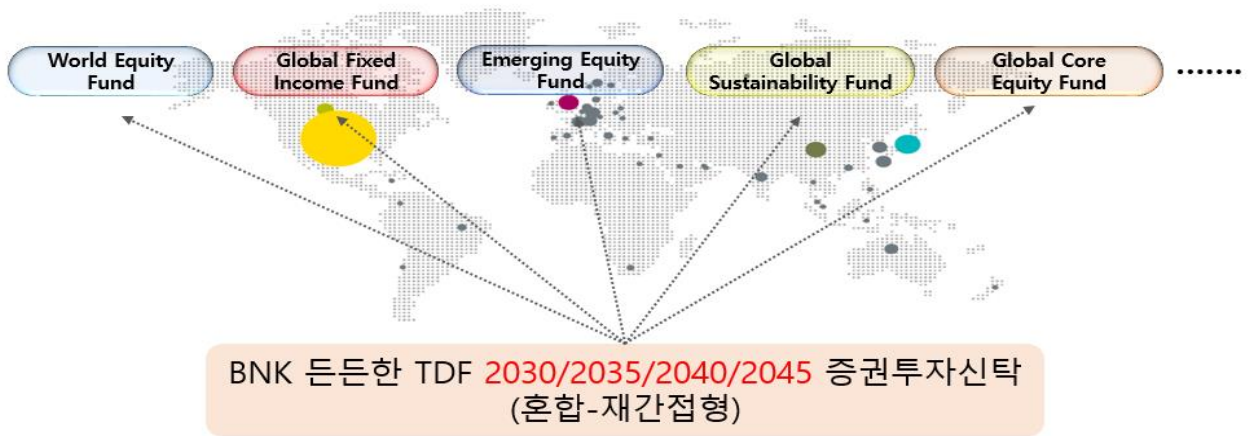 World Equity
Fund
Global Fixed
Income Fund
Emerging Equity
Fund
Global
Sustainability Fund
Global Core
Equity Fund
.......
BNK 든든한 TDF 2030/2035/2040/2045 증권투자신탁
(혼합-재간접형)